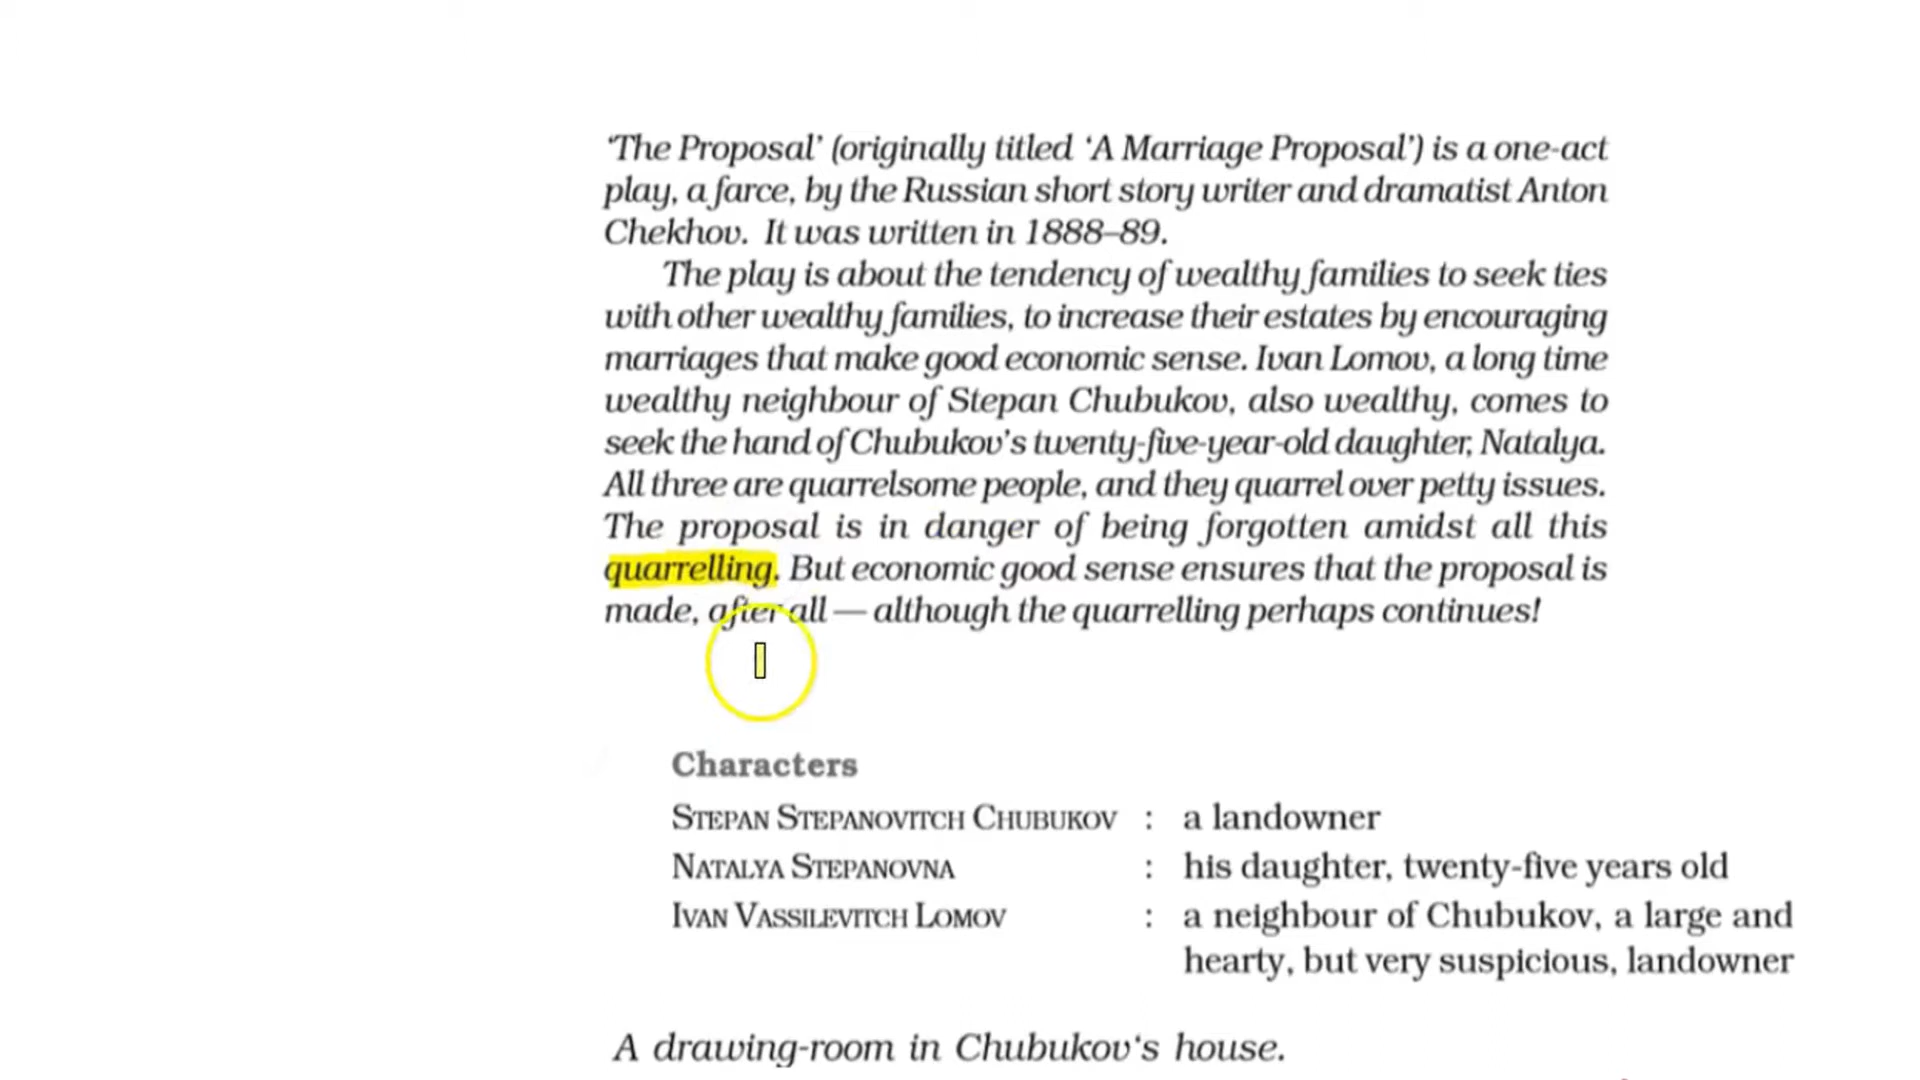 ‘The Proposal’ (originally titled ‘A Marriage Proposal’) is a one-act
play, a farce, by the Russian short story writer and dramatist Anton
Chekhov. It was written in 1888–89.
The play is about the tendency of wealthy families to seek ties
with other wealthy families, to increase their estates by encouraging
marriages that make good economic sense. Ivan Lomov, a long time
wealthy neighbour of Stepan Chubukov, also wealthy, comes to
seek the hand of Chubukov’s twenty-five-year-old daughter, Natalya.
All three are quarrelsome people, and they quarrel over petty issues.
The proposal is in danger of being forgotten amidst all this
quarrelling. But economic good sense ensures that the proposal is
made, after all — although the quarrelling perhaps continues!
Characters
STEPAN STEPANOVITCH CHUBUKOV : a landowner
NATALYA STEPANOVNA : his daughter, twenty-five years old
IVAN VASSILEVITCH LOMOV : a neighbour of Chubukov, a large and
hearty, but very suspicious, landowner
A drawing-room in Chubukov‘s house.